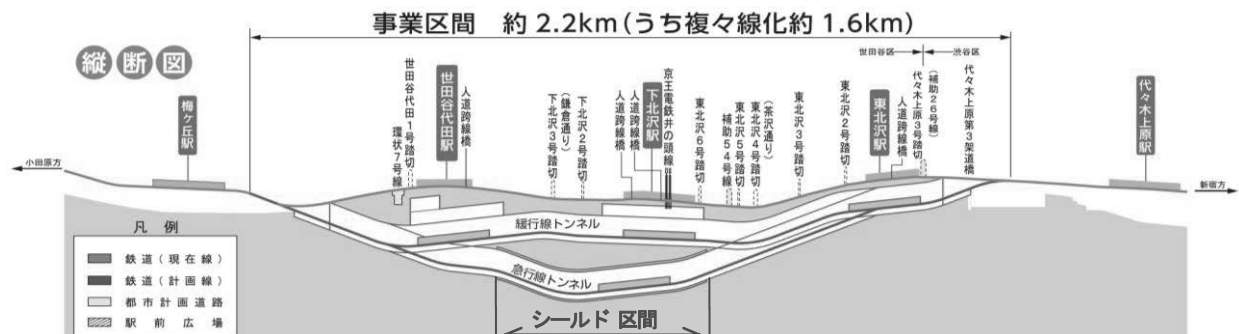 事業区間 約2.2km(うち複々線化約1.6km)
縦断図
世田谷区
渋谷区
梅ヶ丘駅
環状7号線
世田谷代田1号踏切
世田谷代田駅
人道跨線橋
下北沢3号踏切
(鎌倉通り)
下北沢2号踏切
人道跨線橋
人道跨線橋
下北沢駅
京王電鉄井の頭線
東北沢6号踏切
補助54号線
東北沢5号踏切
東北沢4号踏切
(茶沢通り)
東北沢3号踏切
東北沢2号踏切
東北沢駅
人道跨線橋
代々木上原3号踏切
(補助26号線)
代々木上原第3架道橋
代々木上原駅
小田原方
新宿方
緩行線トンネル
急行線トンネル
シールド区間
凡例
鉄道(現在線)
鉄道(計画線)
都市計画道路
駅前広場